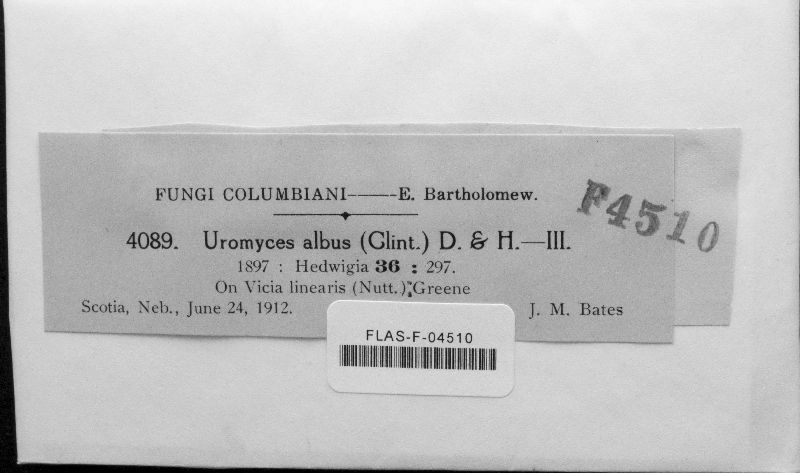 FUNGI COLUMBIANI——E. Bartholomew.
F4510
4089. Uromyces albus (Clint.) D. & H.—III.
1897 : Hedwigia 36 : 297.
On Vicia linearis (Nutt.) Greene
Scotia, Neb., June 24, 1912. J. M. Bates
FLAS-F-04510